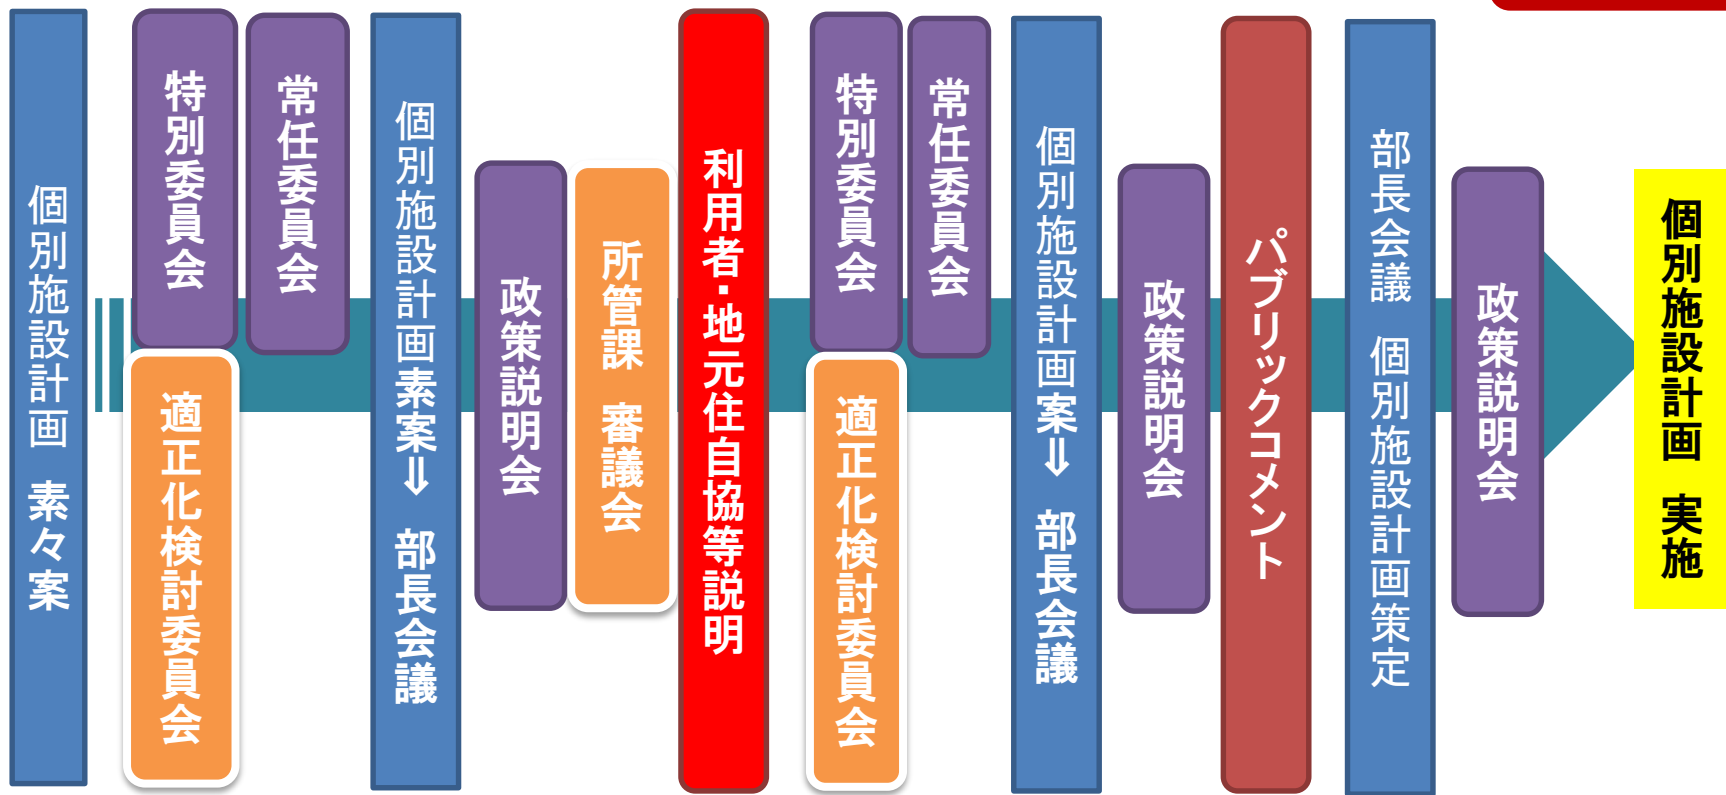 個別施設計画 素々案
特別委員会
適正化検討委員会
常任委員会
個別施設計画素案⇒ 部長会議
政策説明会
所管課 審議会
利用者・地元住自協等説明
特別委員会
適正化検討委員会
常任委員会
個別施設計画案⇒ 部長会議
政策説明会
パブリックコメント
部長会議 個別施設計画策定
政策説明会
個別施設計画 実施